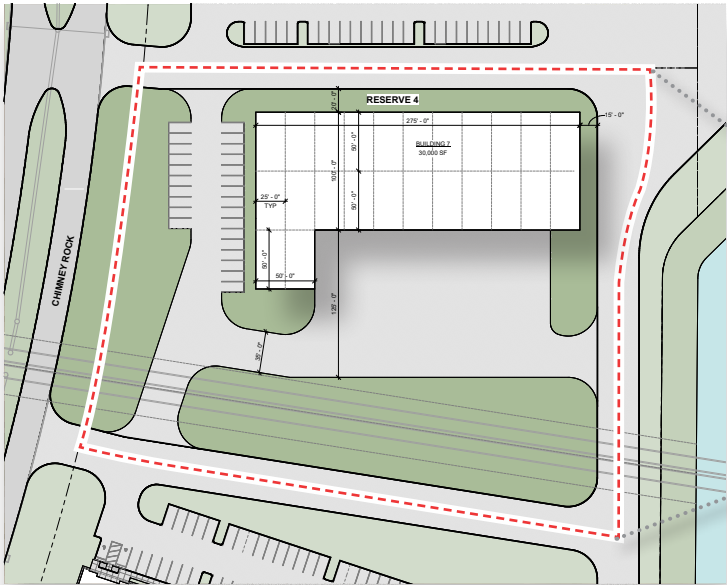 RESERVE 4
20' - 0"
275' - 0"
15' - 0"
50' - 0"
BUILDING 7
30,000 SF
100' - 0"
25' - 0"
TYP
50' - 0"
CHIMNEY ROCK
50' - 0"
50' - 0"
125' - 0"
35' - 0"